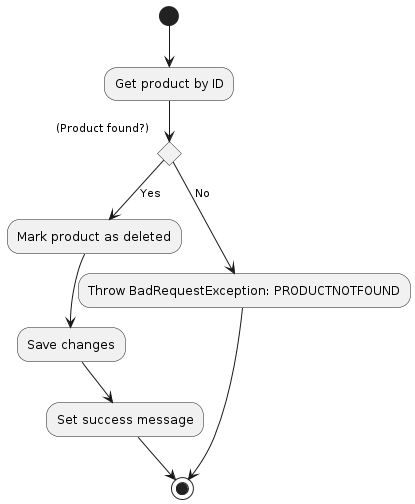 Get product by ID
(Product found?)
Yes
No
Mark product as deleted
Throw BadRequestException: PRODUCTNOTFOUND
Save changes
Set success message